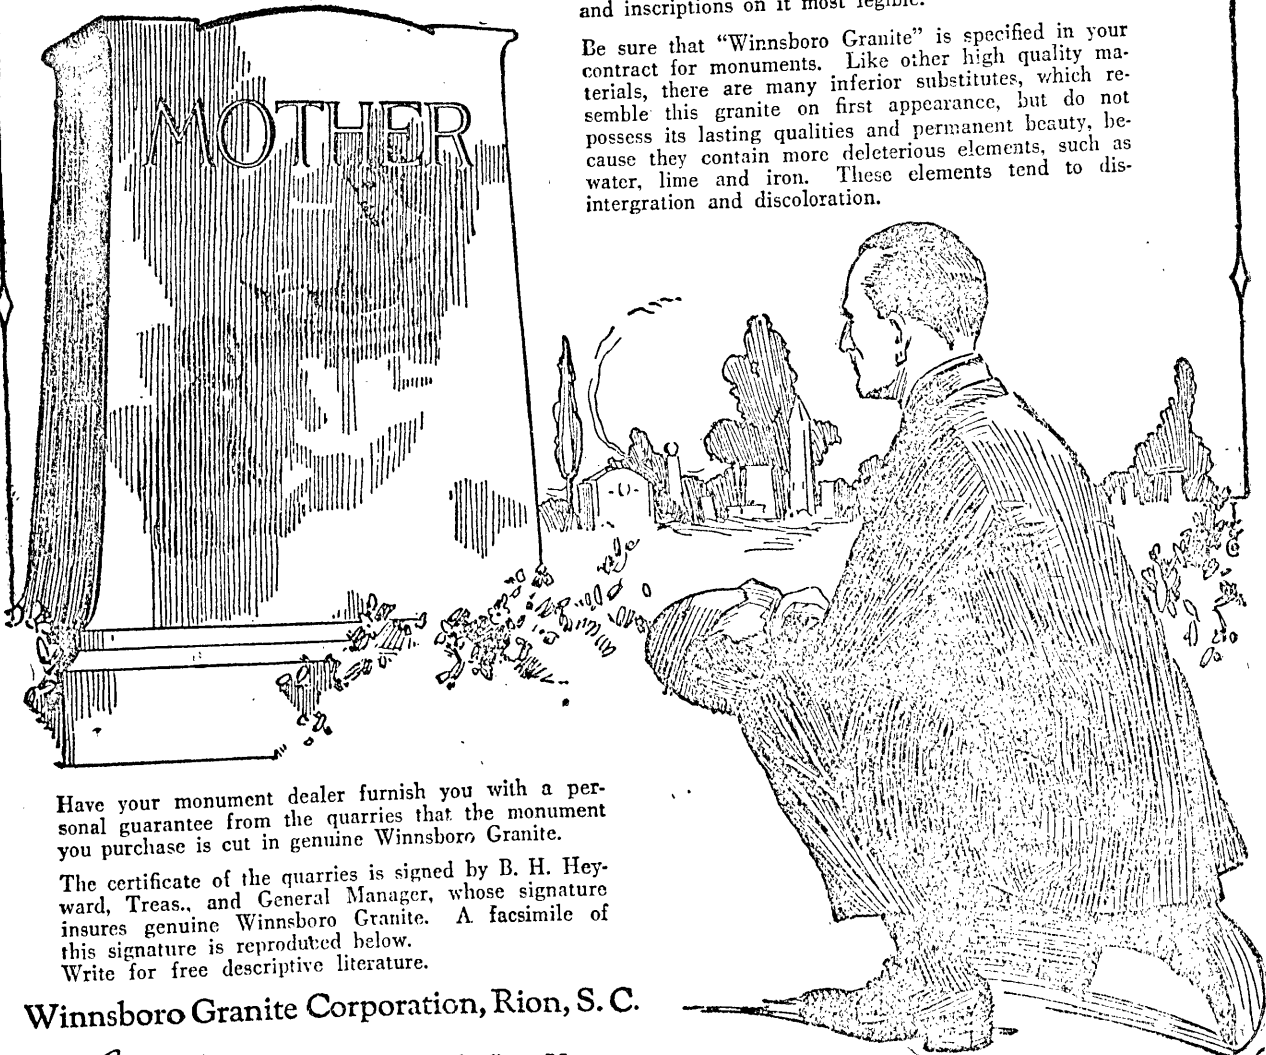 MOTHER
and inscriptions on it most legible.
Be sure that “Winnsboro Granite” is specified in your
contract for monuments. Like other high quality ma-
terials, there are many inferior substitutes, which re-
semble this granite on first appearance, but do not
possess its lasting qualities and permanent beauty, be-
cause they contain more deleterious elements, such as
water, lime and iron. These elements tend to dis-
intergration and discoloration.
Have your monument dealer furnish you with a per-
sonal guarantee from the quarries that the monument
you purchase is cut in genuine Winnsboro Granite.
The certificate of the quarries is signed by B. H. Hey-
ward, Treas., and General Manager, whose signature
insures genuine Winnsboro Granite. A facsimile of
this signature is reproduced below.
Write for free descriptive literature.
Winnsboro Granite Corporation, Rion, S. C.